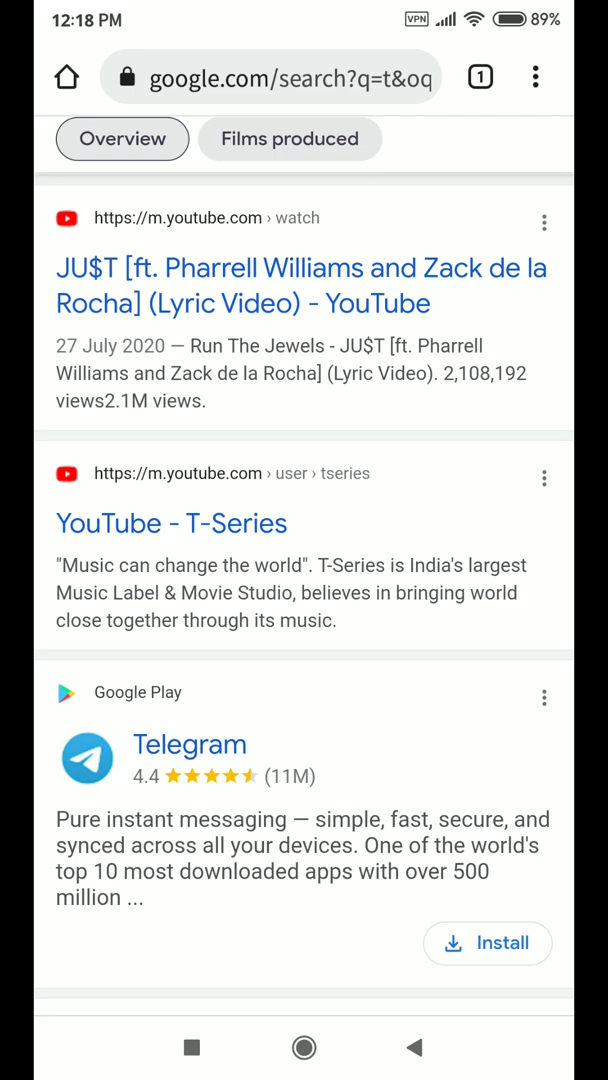 12:18 PM VPN 89%
google.com/search?q=t&oq 1
Overview Films produced
https://m.youtube.com › watch
JU$T [ft. Pharrell Williams and Zack de la
Rocha] (Lyric Video) - YouTube
27 July 2020 — Run The Jewels - JU$T [ft. Pharrell
Williams and Zack de la Rocha] (Lyric Video). 2,108,192
views2.1M views.
https://m.youtube.com › user › tseries
YouTube - T-Series
"Music can change the world". T-Series is India's largest
Music Label & Movie Studio, believes in bringing world
close together through its music.
Google Play
Telegram
4.4 (11M)
Pure instant messaging — simple, fast, secure, and
synced across all your devices. One of the world's
top 10 most downloaded apps with over 500
million ...
Install